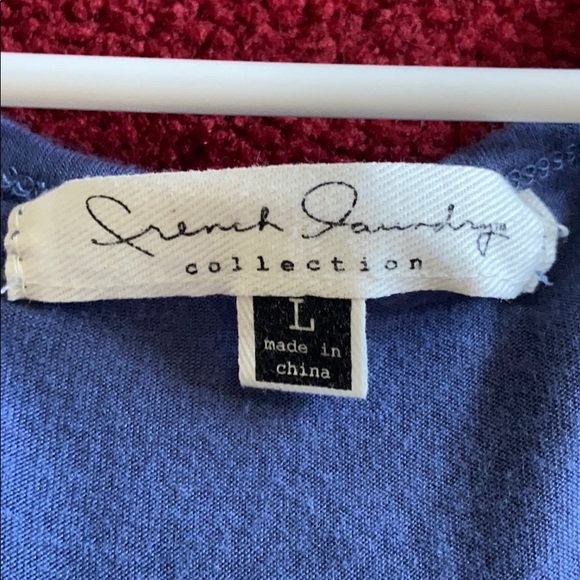 French Laundry™
collection
L
made in
china